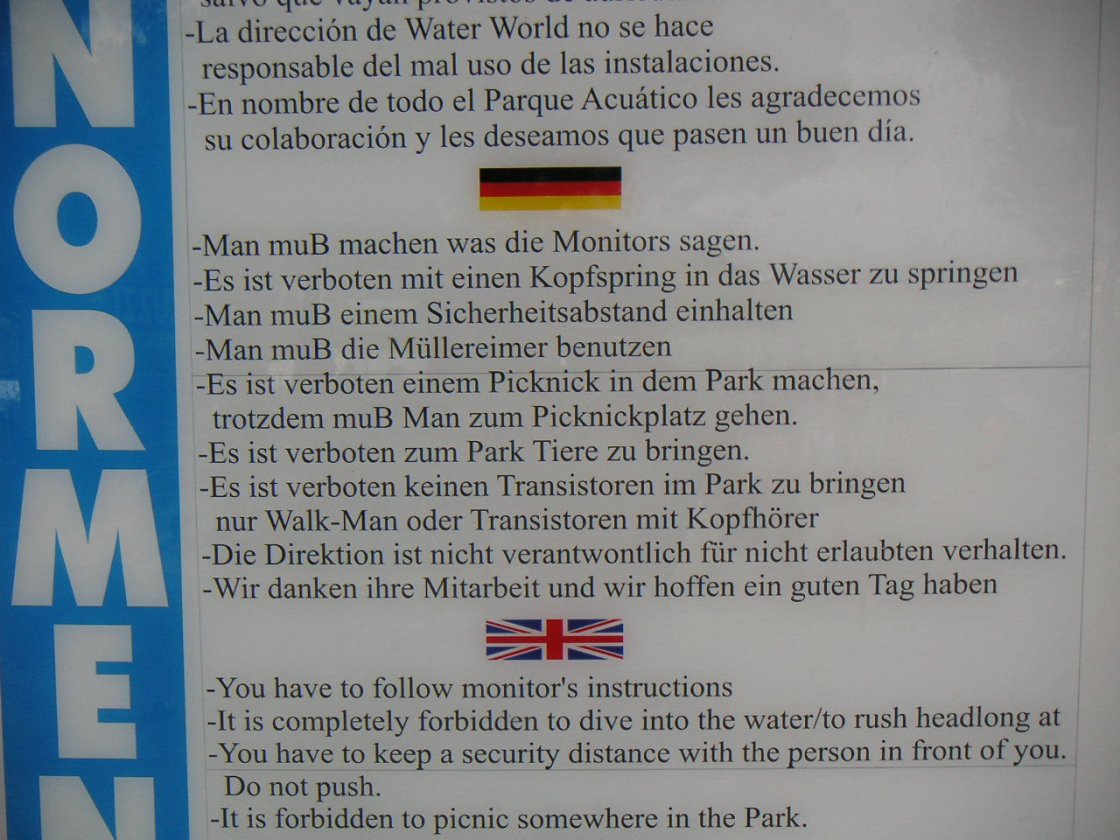 salvo que vayan provistos de
-La dirección de Water World no se hace
responsable del mal uso de las instalaciones.
-En nombre de todo el Parque Acuático les agradecemos
su colaboración y les deseamos que pasen un buen día.
-Man muB machen was die Monitors sagen.
-Es ist verboten mit einen Kopfspring in das Wasser zu springen
-Man muB einem Sicherheitsabstand einhalten
-Man muB die Müllereimer benutzen
-Es ist verboten einem Picknick in dem Park machen,
trotzdem muB Man zum Picknickplatz gehen.
-Es ist verboten zum Park Tiere zu bringen.
-Es ist verboten keinen Transistoren im Park zu bringen
nur Walk-Man oder Transistoren mit Kopfhörer
-Die Direktion ist nicht verantwontlich für nicht erlaubten verhalten.
-Wir danken ihre Mitarbeit und wir hoffen ein guten Tag haben
-You have to follow monitor's instructions
-It is completely forbidden to dive into the water/to rush headlong at
-You have to keep a security distance with the person in front of you.
Do not push.
-It is forbidden to picnic somewhere in the Park.
NORMEN